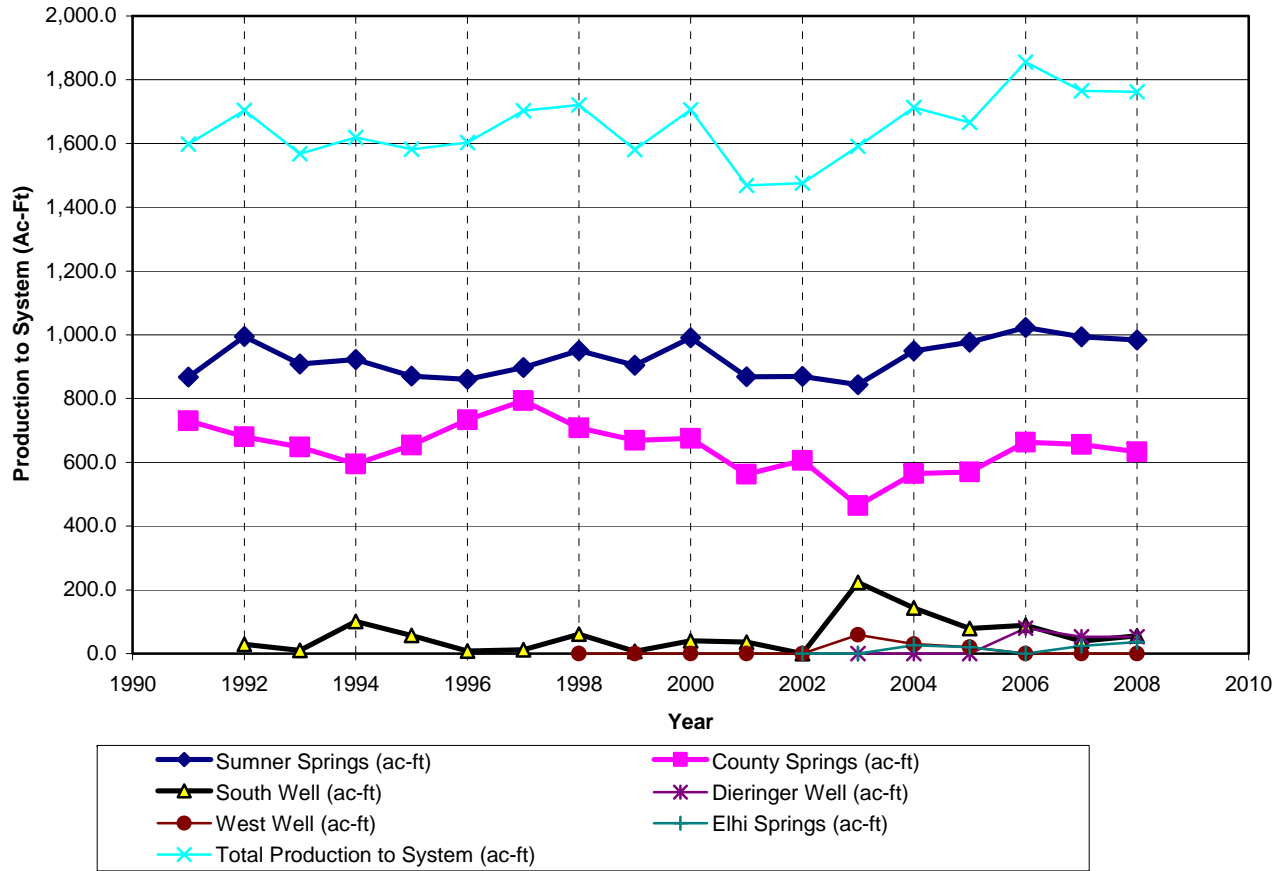 2,000.0
1,800.0
1,600.0
1,400.0
1,200.0
1,000.0
800.0
600.0
400.0
200.0
0.0
Production to System (Ac-Ft)
1990 1992 1994 1996 1998 2000 2002 2004 2006 2008 2010
Year
Sumner Springs (ac-ft) County Springs (ac-ft)
South Well (ac-ft) Dieringer Well (ac-ft)
West Well (ac-ft) Elhi Springs (ac-ft)
Total Production to System (ac-ft)